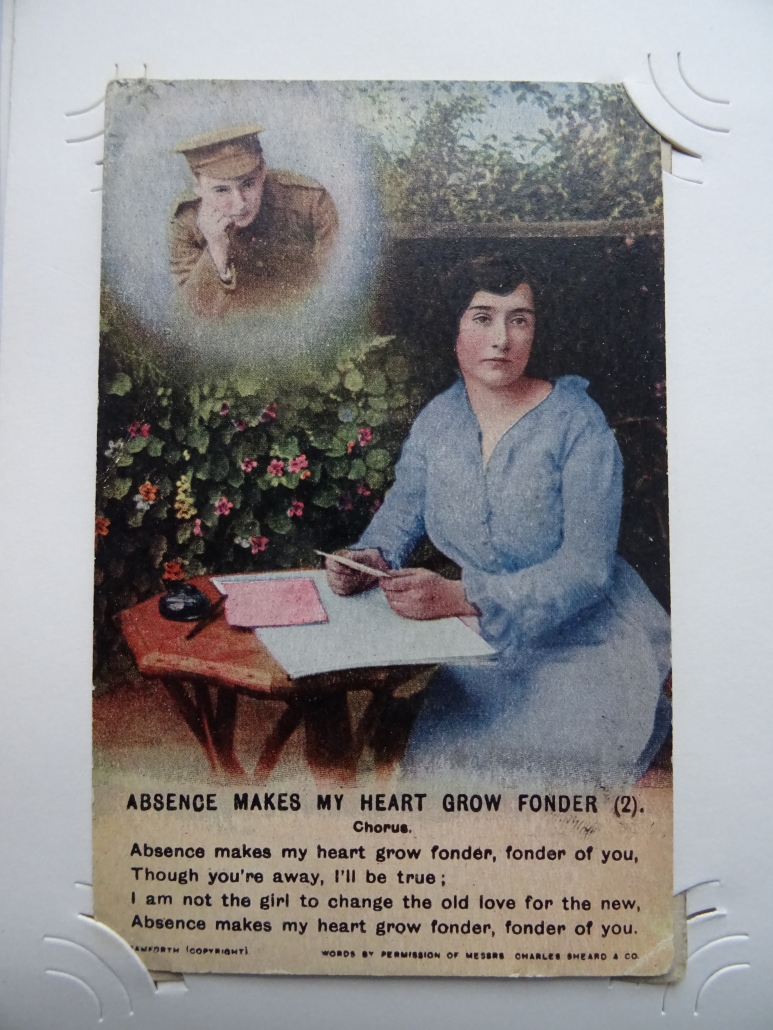 ABSENCE MAKES MY HEART GROW FONDER (2).
Chorus.
Absence makes my heart grow fonder, fonder of you,
Though you're away, I'll be true;
I am not the girl to change the old love for the new,
Absence makes my heart grow fonder, fonder of you.
AMFORTH (COPYRIGHT).
WORDS BY PERMISSION OF MESSRS CHARLES SHEARD & CO.